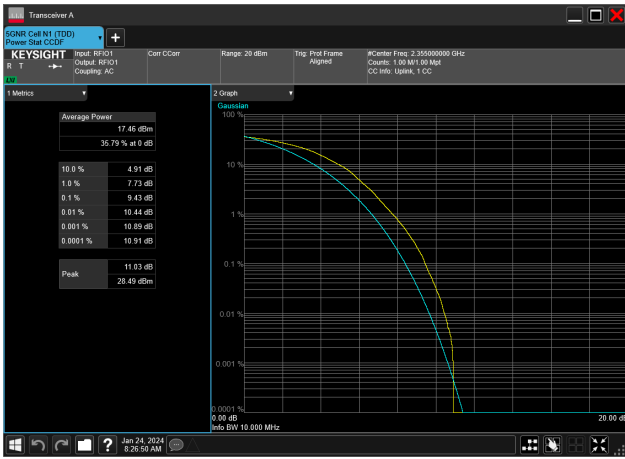 Transceiver A
5GNR Cell N1 (TDD)
Power Stat CCDF
KEYSIGHT
R T
LNI
Input: RFIO1
Output: RFIO1
Coupling: AC
Corr CCorr
Range: 20 dBm
Trig: Prot Frame
Aligned
#Center Freq: 2.355000000 GHz
Counts: 1.00 M/1.00 Mpt
CC Info: Uplink, 1 CC
1 Metrics
Average Power
17.46 dBm
35.79 % at 0 dB
10.0 % 4.91 dB
1.0 % 7.73 dB
0.1 % 9.43 dB
0.01 % 10.44 dB
0.001 % 10.89 dB
0.0001 % 10.91 dB
Peak
11.03 dB
28.49 dBm
2 Graph
Gaussian
100 %
10 %
1 %
0.1 %
0.01 %
0.001 %
0.0001 %
0.00 dB
20.00 dB
Info BW 10.000 MHz
Jan 24, 2024
8:26:50 AM